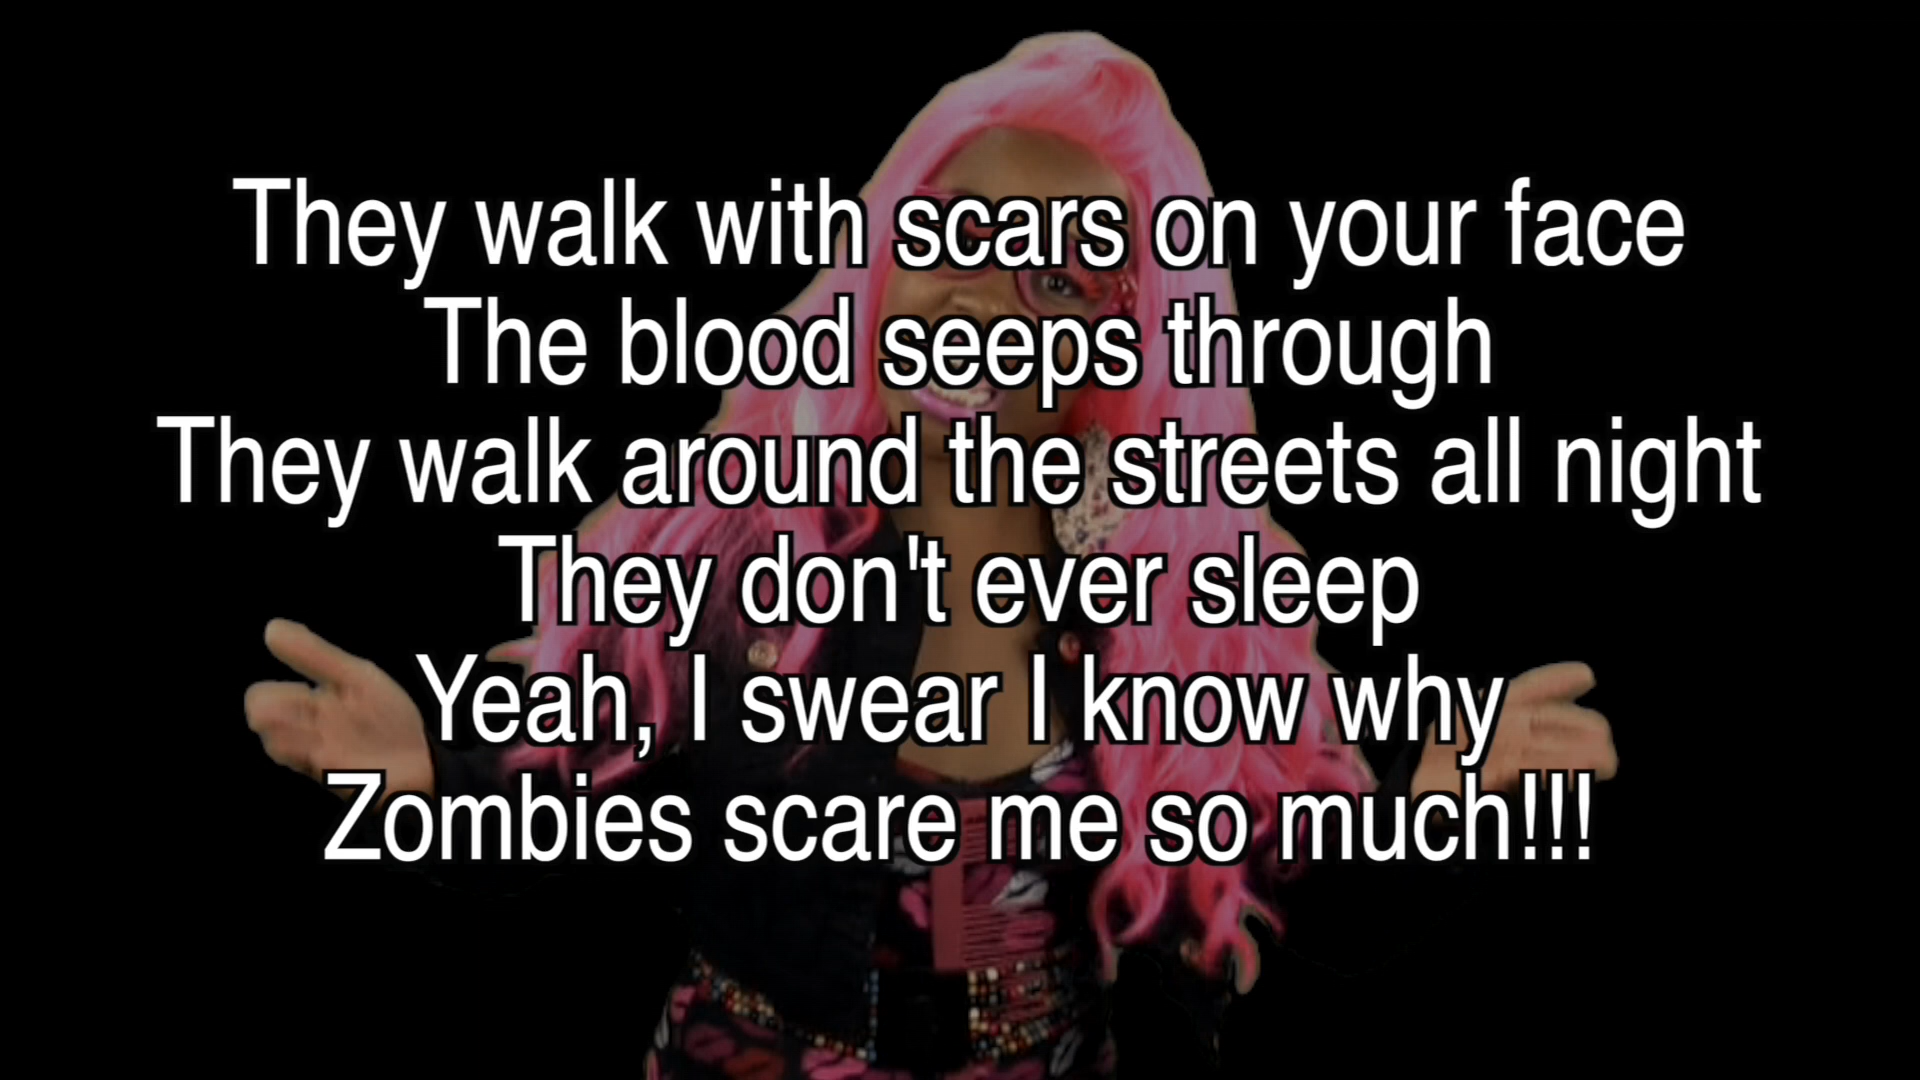 They walk with scars on your face
The blood seeps through
They walk around the streets all night
They don't ever sleep
Yeah, I swear I know why
Zombies scare me so much!!!